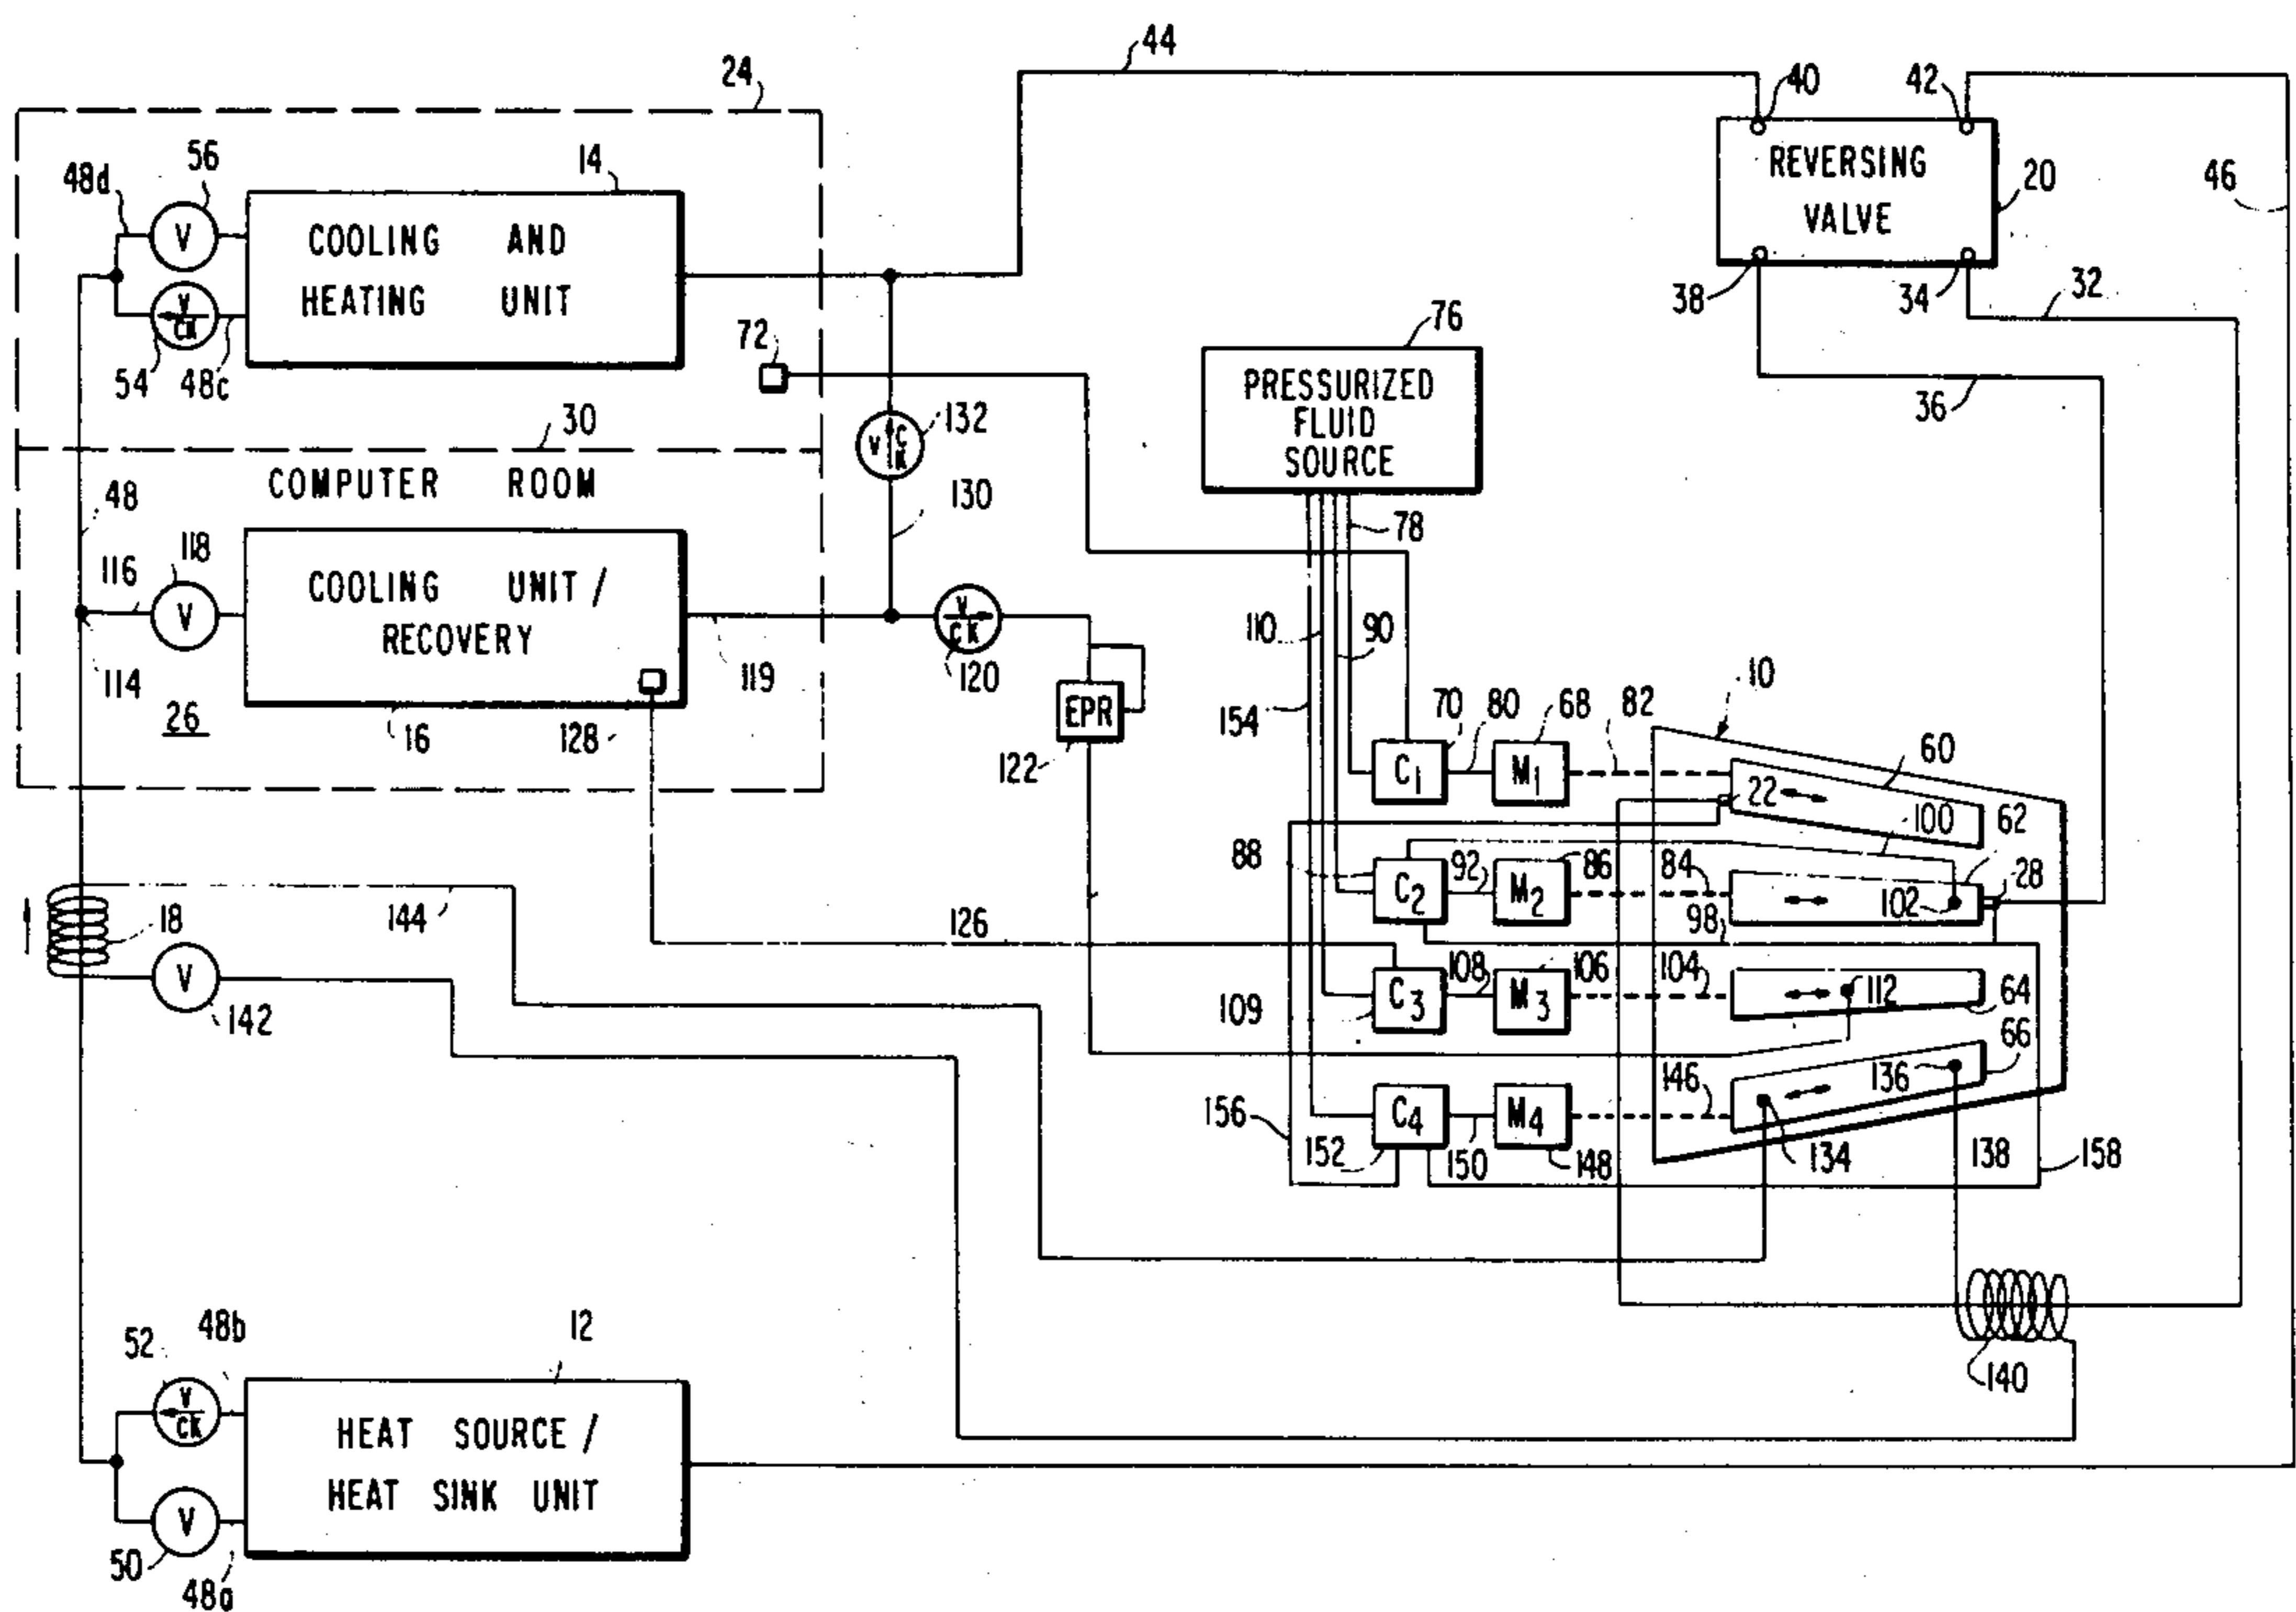 44
24
40
42
56
14
REVERSING
VALVE
20
46
48d
V
COOLING AND
HEATING UNIT
V
CK
54
48c
38
34
32
72
76
PRESSURIZED
FLUID
SOURCE
36
30
V
C
K
132
COMPUTER ROOM
48
130
78
118
116
V
COOLING UNIT /
RECOVERY
V
CK
120
110
90
114
119
10
26
16
128
EPR
122
154
70
80
68
82
60
C1
M1
22
100
62
88
92
86
84
28
C2
M2
102
98
144
18
126
V
142
109
108
106
104
C3
M3
112
64
66
146
136
156
C4
M4
152
150
148
134
138
158
52
48b
12
140
V
CK
HEAT SOURCE /
HEAT SINK UNIT
V
50
48a